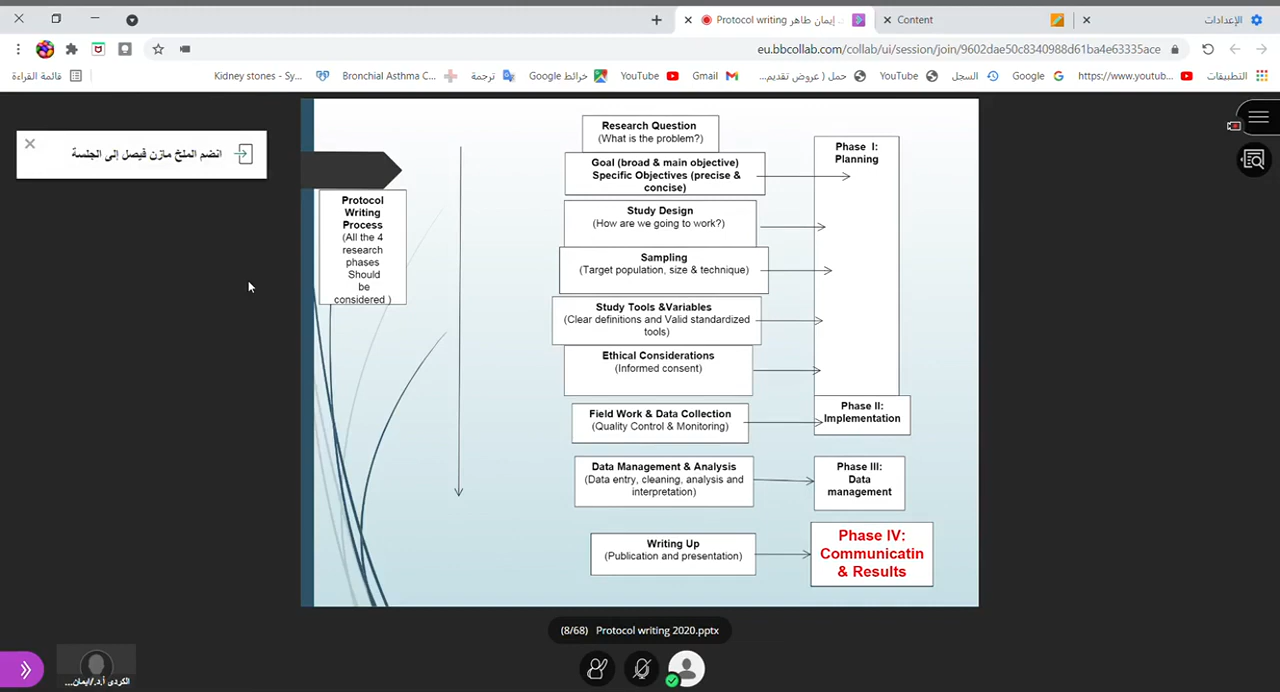 Protocol writing إيمان طاهر ...
Content
الإعدادات
eu.bbcollab.com/collab/ui/session/join/9602dae50c8340988d61ba4e63335ace
قائمة القراءة
Kidney stones - Sy...
Bronchial Asthma C...
ترجمة
خرائط Google
YouTube
Gmail
حمل ( عروض تقديم...
YouTube
السجل
Google
https://www.youtub...
التطبيقات
انضم الملخ مازن فيصل إلى الجلسة
Protocol
Writing
Process
(All the 4
research
phases
Should
be
considered )
Research Question
(What is the problem?)
Goal (broad & main objective)
Specific Objectives (precise &
concise)
Study Design
(How are we going to work?)
Sampling
(Target population, size & technique)
Study Tools &Variables
(Clear definitions and Valid standardized
tools)
Ethical Considerations
(Informed consent)
Phase I:
Planning
Field Work & Data Collection
(Quality Control & Monitoring)
Phase II:
Implementation
Data Management & Analysis
(Data entry, cleaning, analysis and
interpretation)
Phase III:
Data
management
Writing Up
(Publication and presentation)
Phase IV:
Communicatin
& Results
(8/68) Protocol writing 2020.pptx
الكردى أ.د./ايمان...